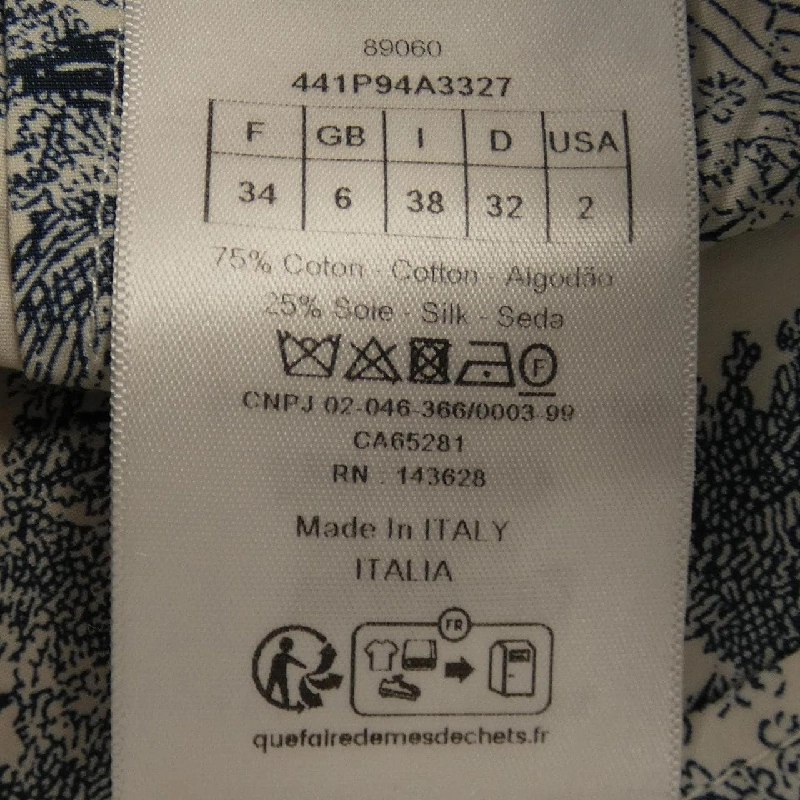 89060
441P94A3327
F GB I D USA
34 6 38 32 2
75% Coton - Cotton - Algodão
25% Soie - Silk - Seda
F
CNPJ 02-046-366/0003-99
CA65281
RN : 143628
Made In ITALY
ITALIA
FR
quefairedemesdechets.fr